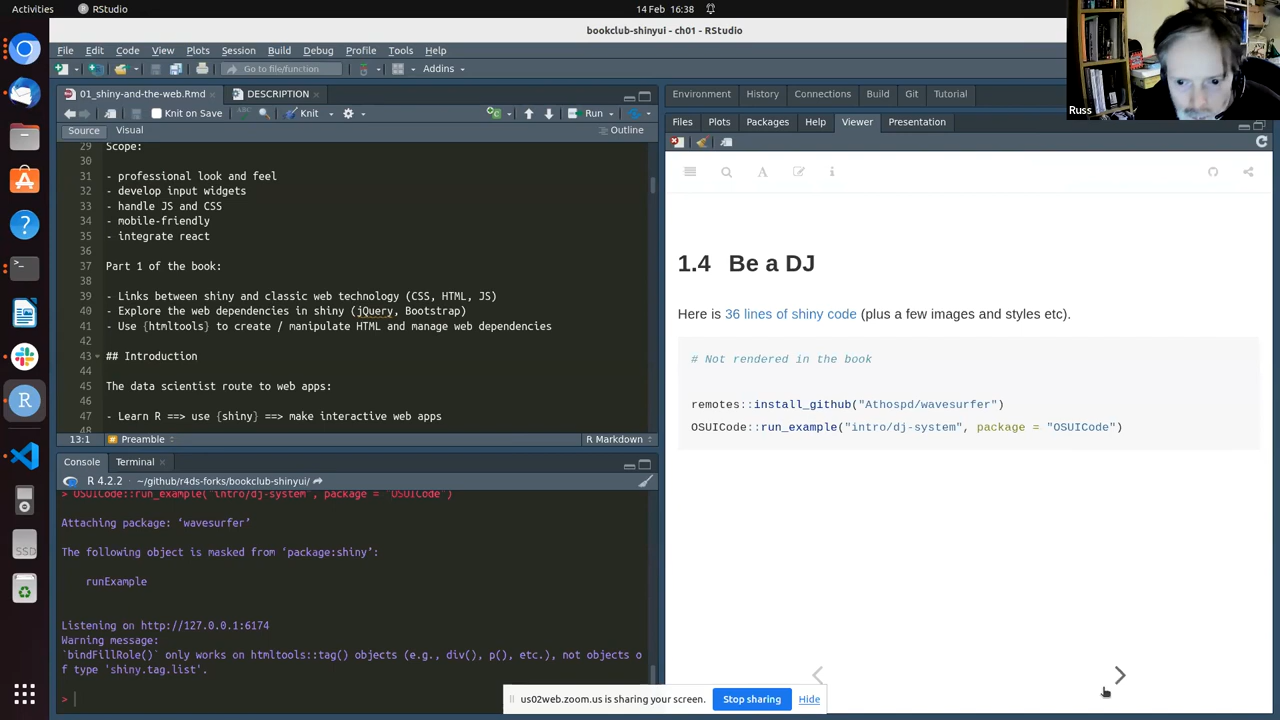 Activities
RStudio
14 Feb 16:38
bookclub-shinyui - ch01 - RStudio
File Edit Code View Plots Session Build Debug Profile Tools Help
Go to file/function
Addins
01_shiny-and-the-web.Rmd
DESCRIPTION
Knit on Save
ABC
Knit
Run
Source
Visual
Outline
29 Scope:
30
31 - professional look and feel
32 - develop input widgets
33 - handle JS and CSS
34 - mobile-friendly
35 - integrate react
36
37 Part 1 of the book:
38
39 - Links between shiny and classic web technology (CSS, HTML, JS)
40 - Explore the web dependencies in shiny (jQuery, Bootstrap)
41 - Use {htmltools} to create / manipulate HTML and manage web dependencies
42
43 ## Introduction
44
45 The data scientist route to web apps:
46
47 - Learn R ==> use {shiny} ==> make interactive web apps
48
13:1
Preamble
R Markdown
Console
Terminal
R 4.2.2 · ~/github/r4ds-forks/bookclub-shinyui/
> OSUICode::run_example("intro/dj-system", package = "OSUICode")
Attaching package: ‘wavesurfer’
The following object is masked from ‘package:shiny’:
runExample
Listening on http://127.0.0.1:6174
Warning message:
`bindFillRole()` only works on htmltools::tag() objects (e.g., div(), p(), etc.), not objects o
f type 'shiny.tag.list'.
>
Environment History Connections Build Git Tutorial
Files Plots Packages Help Viewer Presentation
A
i
1.4 Be a DJ
Here is 36 lines of shiny code (plus a few images and styles etc).
# Not rendered in the book
remotes::install_github("Athospd/wavesurfer")
OSUICode::run_example("intro/dj-system", package = "OSUICode")
us02web.zoom.us is sharing your screen.
Stop sharing
Hide
Russ
SSD